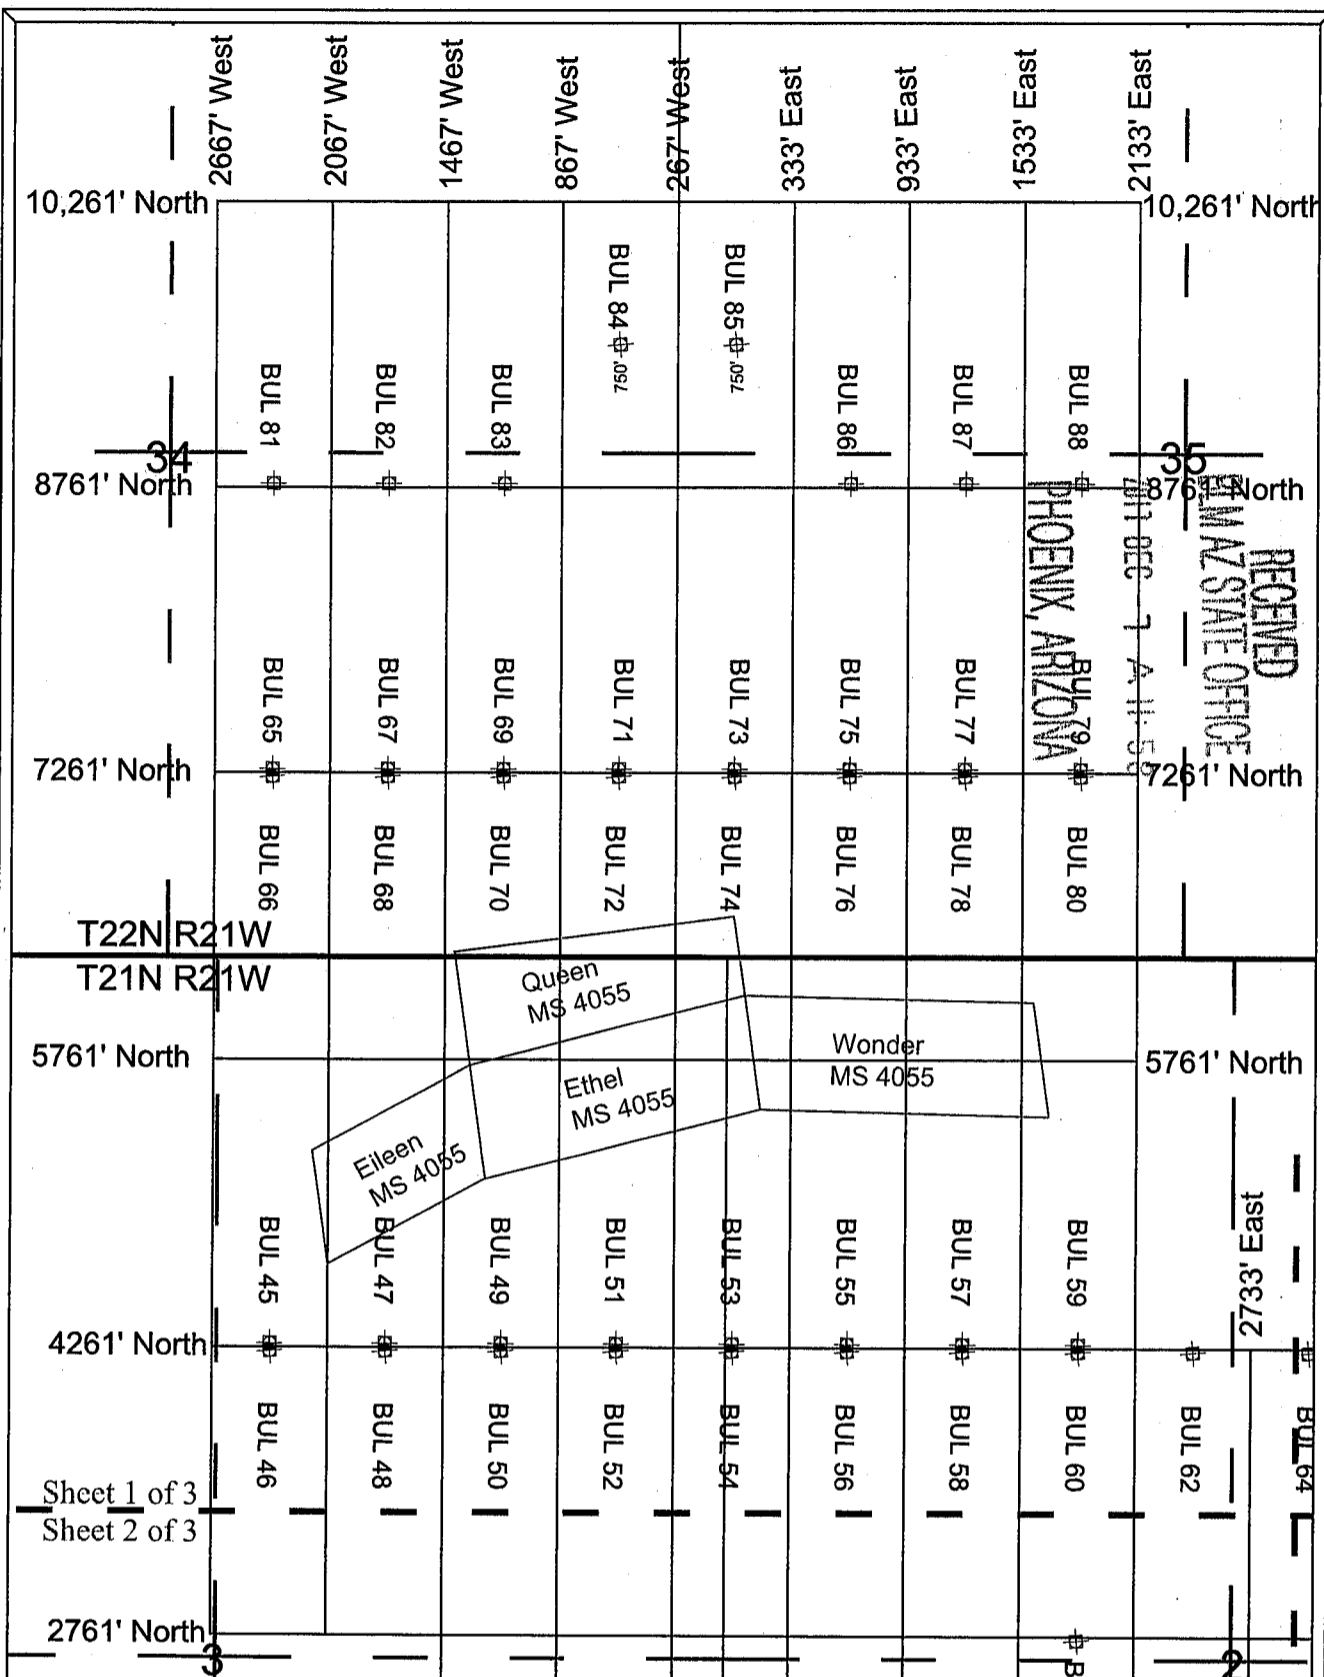 2667' West
2067' West
1467' West
867' West
267' West
333' East
933' East
1533' East
2133' East
10,261' North
10,261' North
BUL 84
750'
BUL 85
750'
BUL 81
BUL 82
BUL 83
BUL 86
BUL 87
BUL 88
34
35
8761' North
8761' North
RECEIVED
BLM AZ STATE OFFICE
DEC
7
A
PHOENIX, ARIZONA
BUL 65
BUL 67
BUL 69
BUL 71
BUL 73
BUL 75
BUL 77
BUL 79
7261' North
7261' North
BUL 66
BUL 68
BUL 70
BUL 72
BUL 74
BUL 76
BUL 78
BUL 80
T22N R21W
T21N R21W
Queen
MS 4055
5761' North
Wonder
MS 4055
5761' North
Ethel
MS 4055
Eileen
MS 4055
BUL 45
BUL 47
BUL 49
BUL 51
BUL 53
BUL 55
BUL 57
BUL 59
2733' East
4261' North
BUL 46
BUL 48
BUL 50
BUL 52
BUL 54
BUL 56
BUL 58
BUL 60
BUL 62
BUL 64
Sheet 1 of 3
Sheet 2 of 3
2761' North
3
2
B